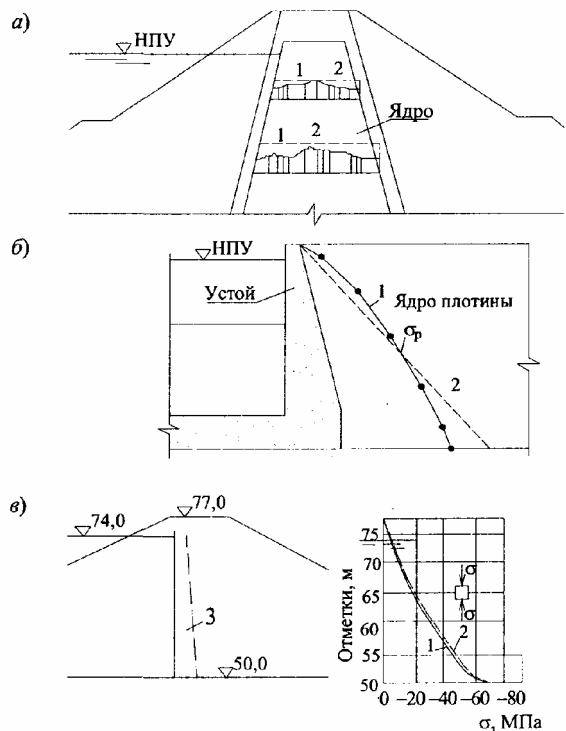 а)
НПУ
1 2
Ядро
1 2
б)
НПУ
Устой
1
Ядро плотины
σр
2
в)
74,0
77,0
3
50,0
Отметки, м
75
70
65
60
55
50
σ
σ
1 2
0 –20 –40 –60 –80
σ, МПа